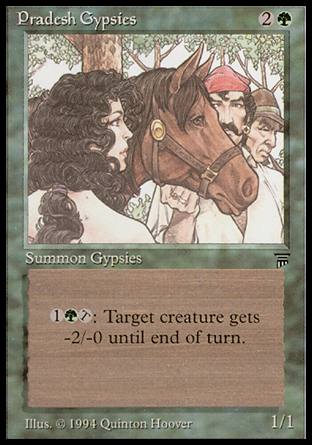 Pradesh Gypsies 2
Summon Gypsies
1 : Target creature gets
-2/-0 until end of turn.
Illus. © 1994 Quinton Hoover 1/1